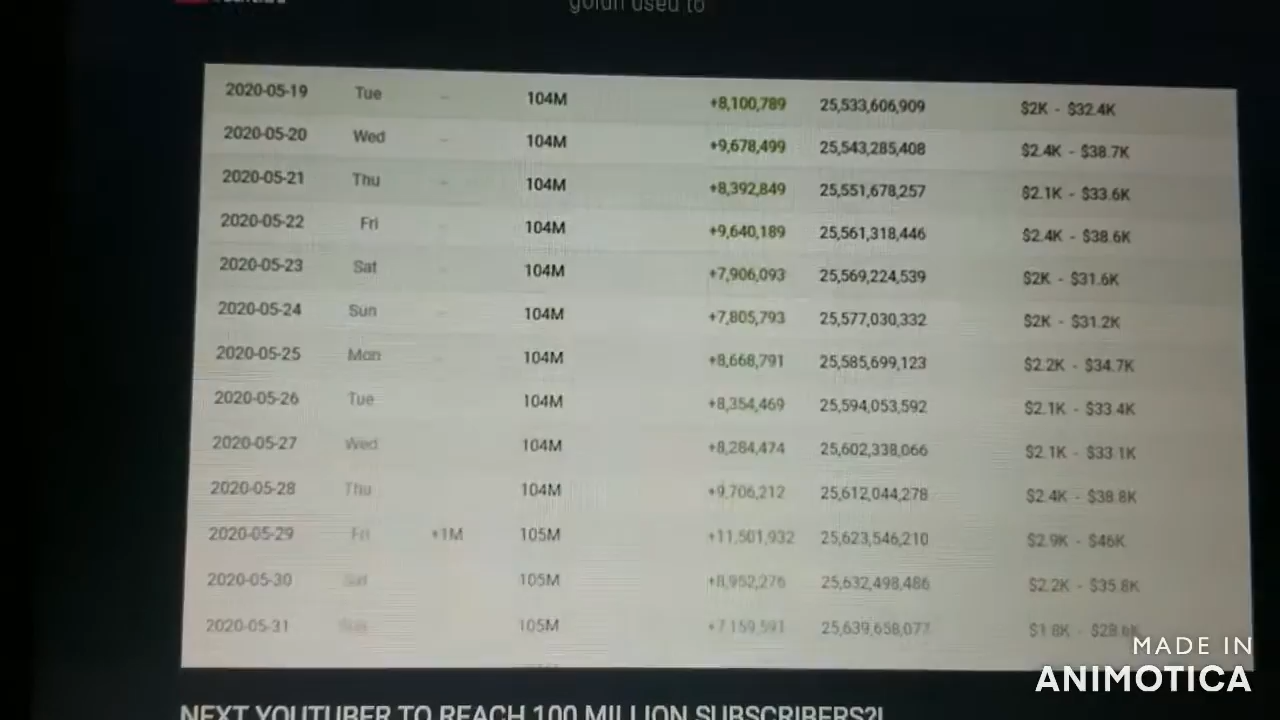 golun used to
2020-05-19 Tue - 104M +8,100,789 25,533,606,909 $2K - $32.4K
2020-05-20 Wed - 104M +9,678,499 25,543,285,408 $2.4K - $38.7K
2020-05-21 Thu - 104M +8,392,849 25,551,678,257 $2.1K - $33.6K
2020-05-22 Fri - 104M +9,640,189 25,561,318,446 $2.4K - $38.6K
2020-05-23 Sat - 104M +7,906,093 25,569,224,539 $2K - $31.6K
2020-05-24 Sun - 104M +7,805,793 25,577,030,332 $2K - $31.2K
2020-05-25 Mon - 104M +8,668,791 25,585,699,123 $2.2K - $34.7K
2020-05-26 Tue 104M +8,354,469 25,594,053,592 $2.1K - $33.4K
2020-05-27 Wed 104M +8,284,474 25,602,338,066 $2.1K - $33.1K
2020-05-28 Thu 104M +9,706,212 25,612,044,278 $2.4K - $38.8K
2020-05-29 Fri +1M 105M +11,501,932 25,623,546,210 $2.9K - $46K
2020-05-30 Sat 105M +8,952,276 25,632,498,486 $2.2K - $35.8K
2020-05-31 Sun 105M +7,159,591 25,639,658,077 $1.8K - $28.6K
MADE IN
ANIMOTICA
NEXT YOUTUBER TO REACH 100 MILLION SUBSCRIBERS?!